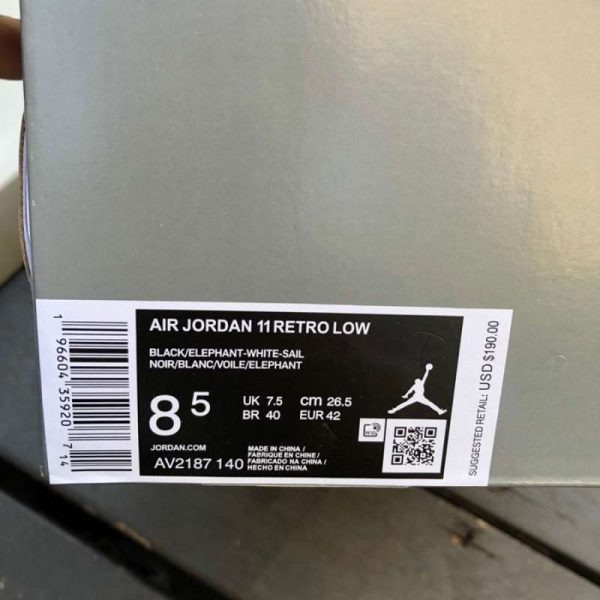 AIR JORDAN 11 RETRO LOW
BLACK/ELEPHANT-WHITE-SAIL
NOIR/BLANC/VOILE/ELEPHANT
8 5
UK 7.5 cm 26.5
BR 40 EUR 42
JORDAN.COM
AV2187 140
MADE IN CHINA /
FABRIQUE EN CHINE /
FABRICADO NA CHINA /
HECHO EN CHINA
1 96604 35920 714
SUGGESTED RETAIL: USD $190.00